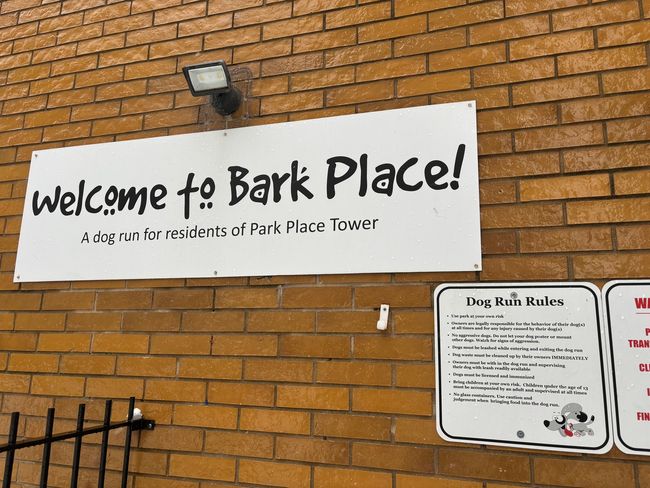 Welcome to Bark Place!
A dog run for residents of Park Place Tower
Dog Run Rules
• Use park at your own risk
• Owners are legally responsible for the behavior of their dog(s)
at all times and for any injury caused by their dog(s)
• No aggressive dogs. Do not let your dog pester or mount
other dogs. Watch for signs of aggression.
• Dogs must be leashed while entering and exiting the dog run
• Dog waste must be cleaned up by their owners IMMEDIATELY
• Owners must be with in the dog run and supervising
their dog with leash readily available
• Dogs must be licensed and immunized
• Bring children at your own risk. Children under the age of 13
must be accompanied by an adult and supervised at all times
• No glass containers. Use caution and
judgement when bringing food into the dog run.
WA
P
TRAN
CL
I
FIN